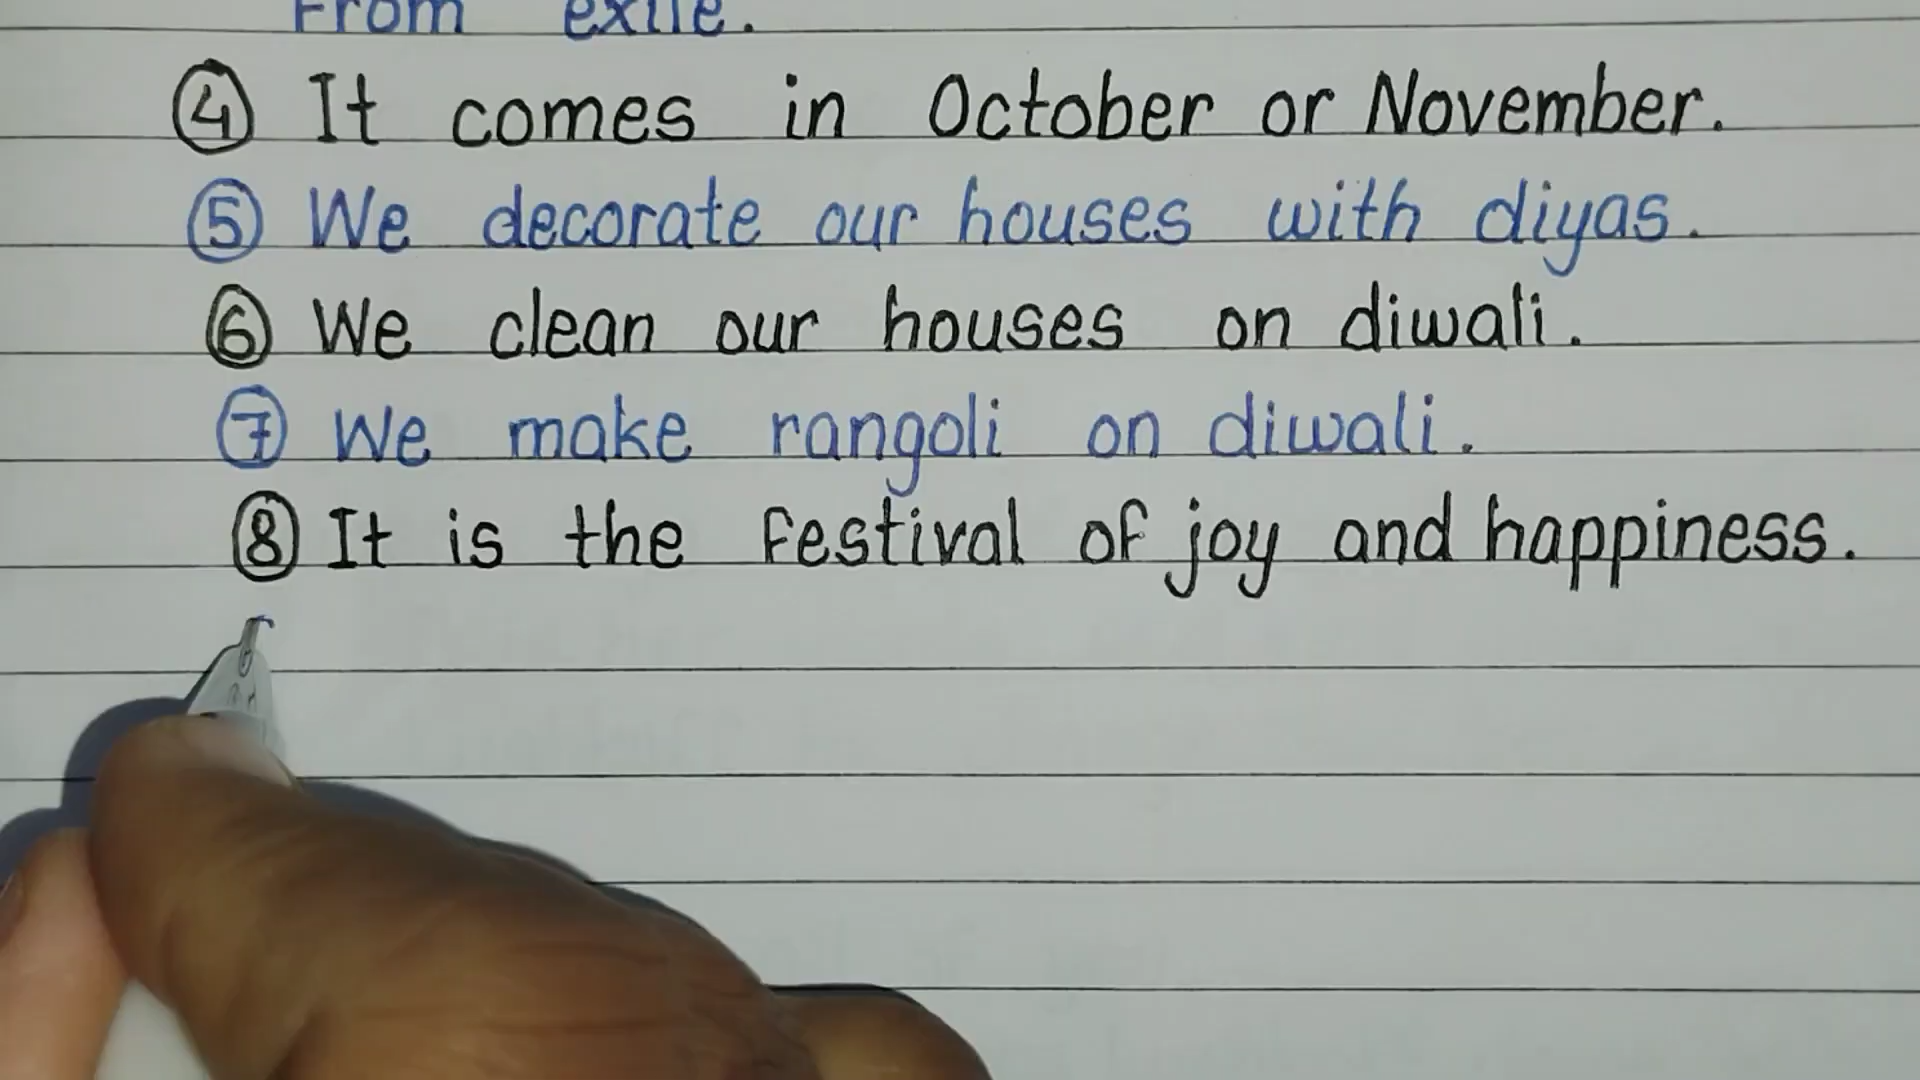 From exile.
④ It comes in October or November.
⑤ We decorate our houses with diyas.
⑥ We clean our houses on diwali.
⑦ We make rangoli on diwali.
⑧ It is the Festival of joy and happiness.